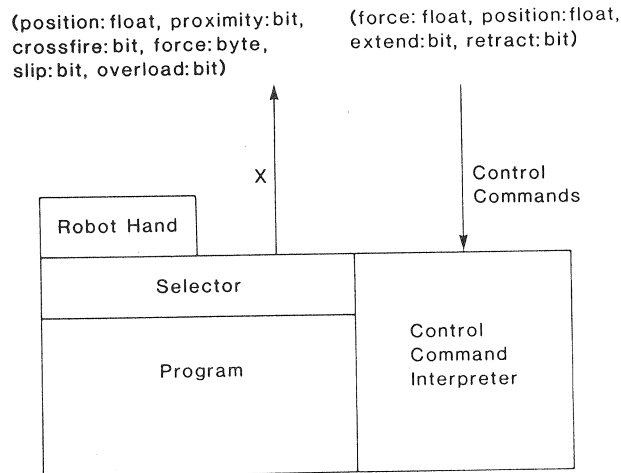 (position:float, proximity:bit,
crossfire:bit, force:byte,
slip:bit, overload:bit)
(force: float, position:float,
extend:bit, retract:bit)
X
Control
Commands
Robot Hand
Selector
Program
Control
Command
Interpreter